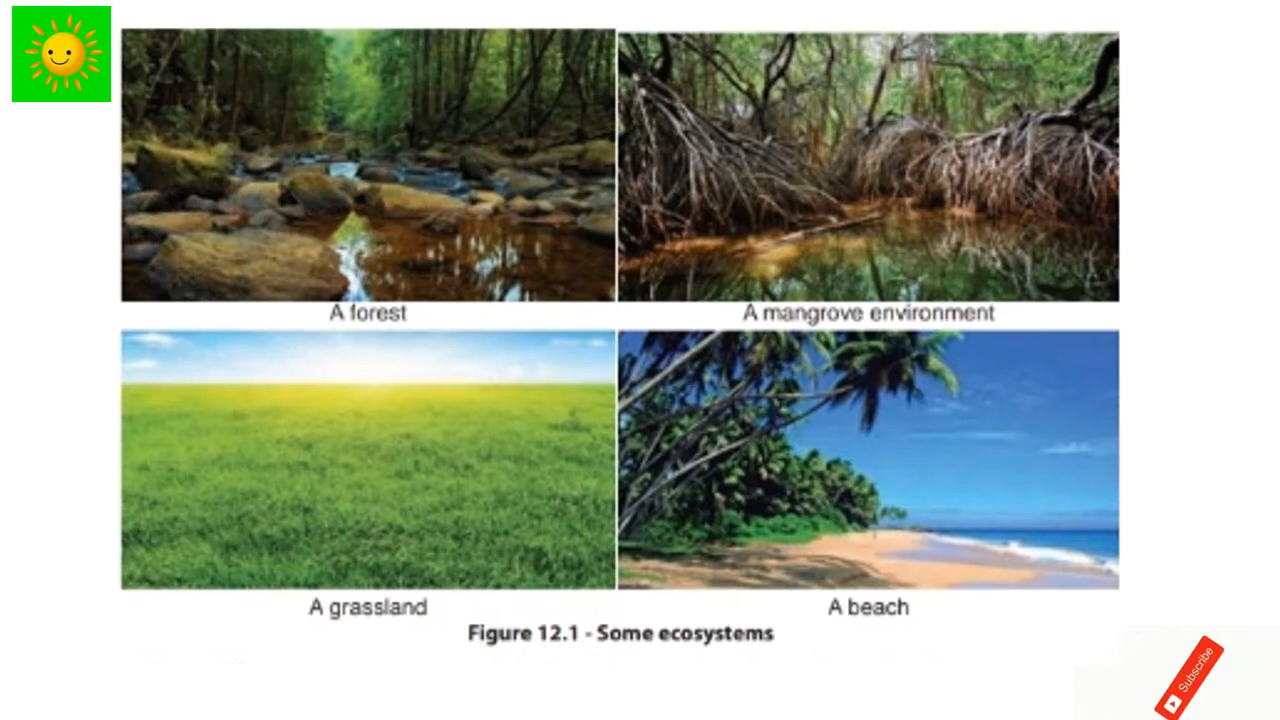 A forest
A mangrove environment
A grassland
A beach
Figure 12.1 - Some ecosystems
Subscribe